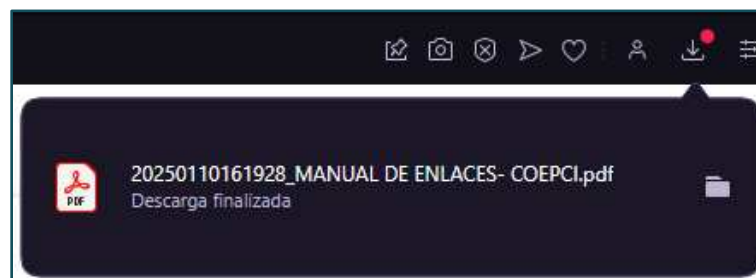 20250110161928_MANUAL DE ENLACES- COEPCI.pdf
PDF
Descarga finalizada